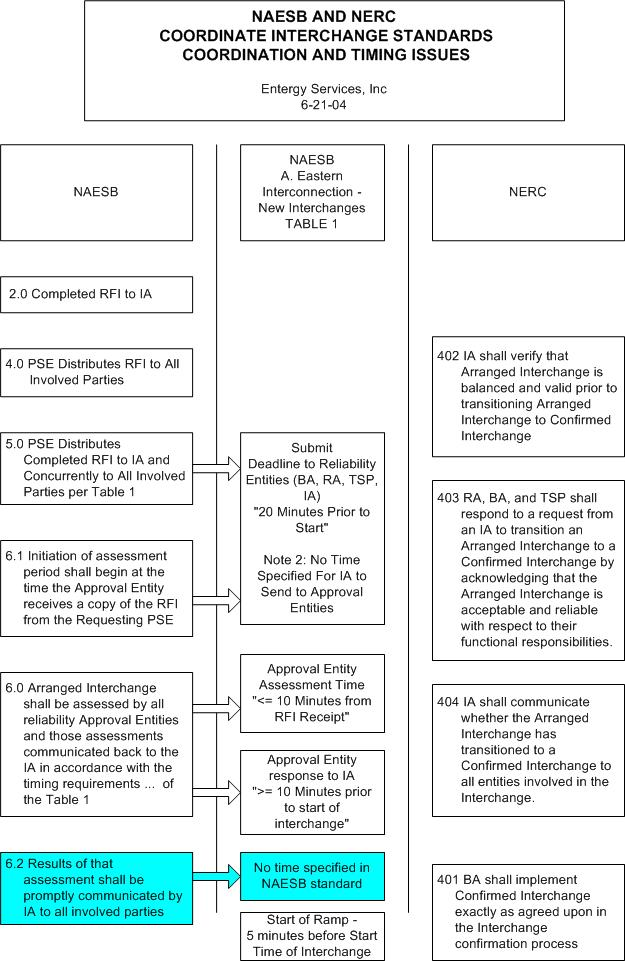 NAESB AND NERC
COORDINATE INTERCHANGE STANDARDS
COORDINATION AND TIMING ISSUES
Entergy Services, Inc
6-21-04
NAESB
NAESB
A. Eastern
Interconnection -
New Interchanges
TABLE 1
NERC
2.0 Completed RFI to IA
4.0 PSE Distributes RFI to All
Involved Parties
5.0 PSE Distributes
Completed RFI to IA and
Concurrently to All Involved
Parties per Table 1
6.1 Initiation of assessment
period shall begin at the
time the Approval Entity
receives a copy of the RFI
from the Requesting PSE
6.0 Arranged Interchange
shall be assessed by all
reliability Approval Entities
and those assessments
communicated back to the
IA in accordance with the
timing requirements ... of
the Table 1
6.2 Results of that
assessment shall be
promptly communicated by
IA to all involved parties
Submit
Deadline to Reliability
Entities (BA, RA, TSP,
IA)
"20 Minutes Prior to
Start"
Note 2: No Time
Specified For IA to
Send to Approval
Entities
Approval Entity
Assessment Time
"<= 10 Minutes from
RFI Receipt"
Approval Entity
response to IA
">= 10 Minutes prior
to start of
interchange"
No time specified in
NAESB standard
Start of Ramp -
5 minutes before Start
Time of Interchange
402 IA shall verify that
Arranged Interchange is
balanced and valid prior to
transitioning Arranged
Interchange to Confirmed
Interchange
403 RA, BA, and TSP shall
respond to a request from
an IA to transition an
Arranged Interchange to a
Confirmed Interchange by
acknowledging that the
Arranged Interchange is
acceptable and reliable
with respect to their
functional responsibilities.
404 IA shall communicate
whether the Arranged
Interchange has
transitioned to a
Confirmed Interchange to
all entities involved in the
Interchange.
401 BA shall implement
Confirmed Interchange
exactly as agreed upon in
the Interchange
confirmation process